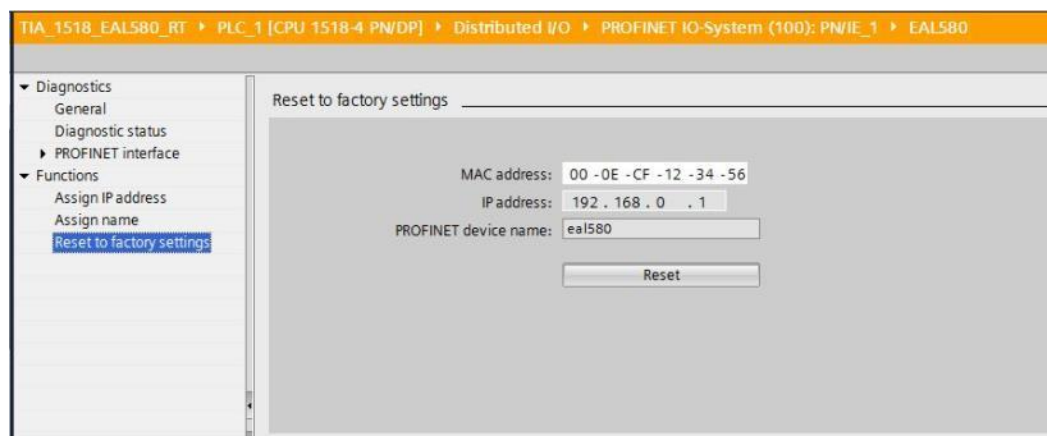 TIA_1518_EAL580_RT ▸ PLC_1 [CPU 1518-4 PN/DP] ▸ Distributed I/O ▸ PROFINET IO-System (100): PN/IE_1 ▸ EAL580
Diagnostics
General
Diagnostic status
PROFINET interface
Functions
Assign IP address
Assign name
Reset to factory settings
Reset to factory settings
MAC address: 00 -0E -CF -12 -34 -56
IP address: 192 . 168 . 0 . 1
PROFINET device name: eal580
Reset